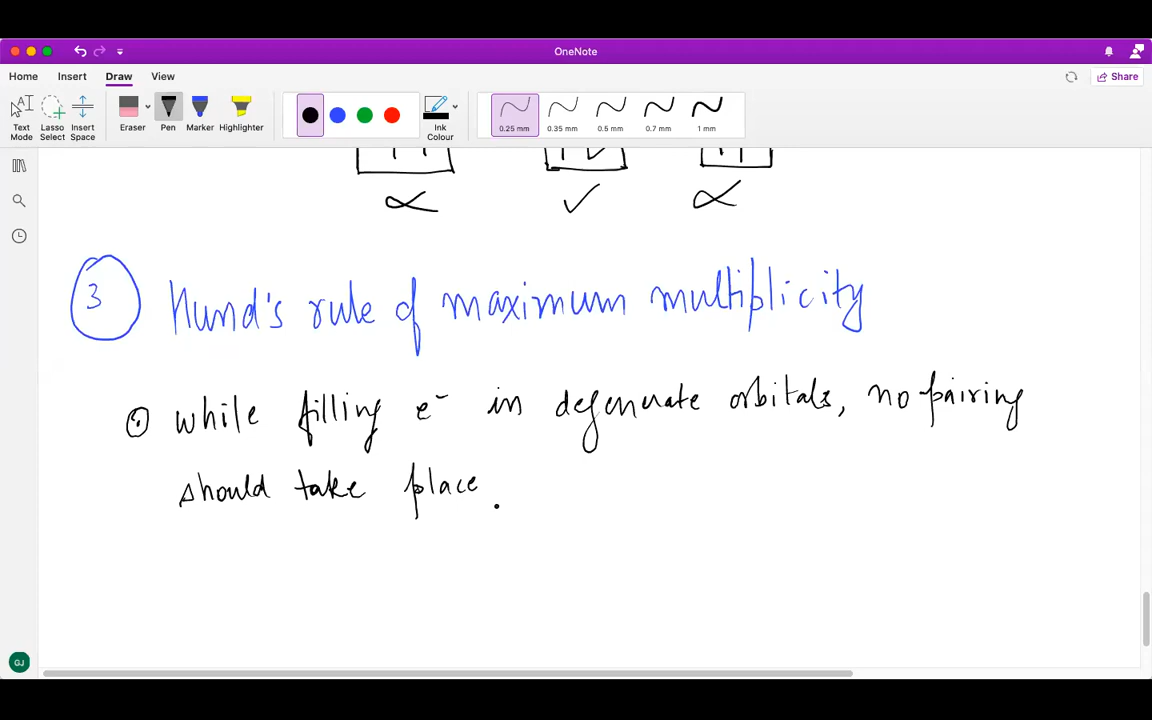 OneNote
Home Insert Draw View
Share
Text Mode
Lasso Select
Insert Space
Eraser
Pen
Marker
Highlighter
Ink Colour
0.25 mm
0.35 mm
0.5 mm
0.7 mm
1 mm
3 Hund's rule of maximum multiplicity
while filling e⁻ in degenerate orbitals, no pairing
should take place.
GJ